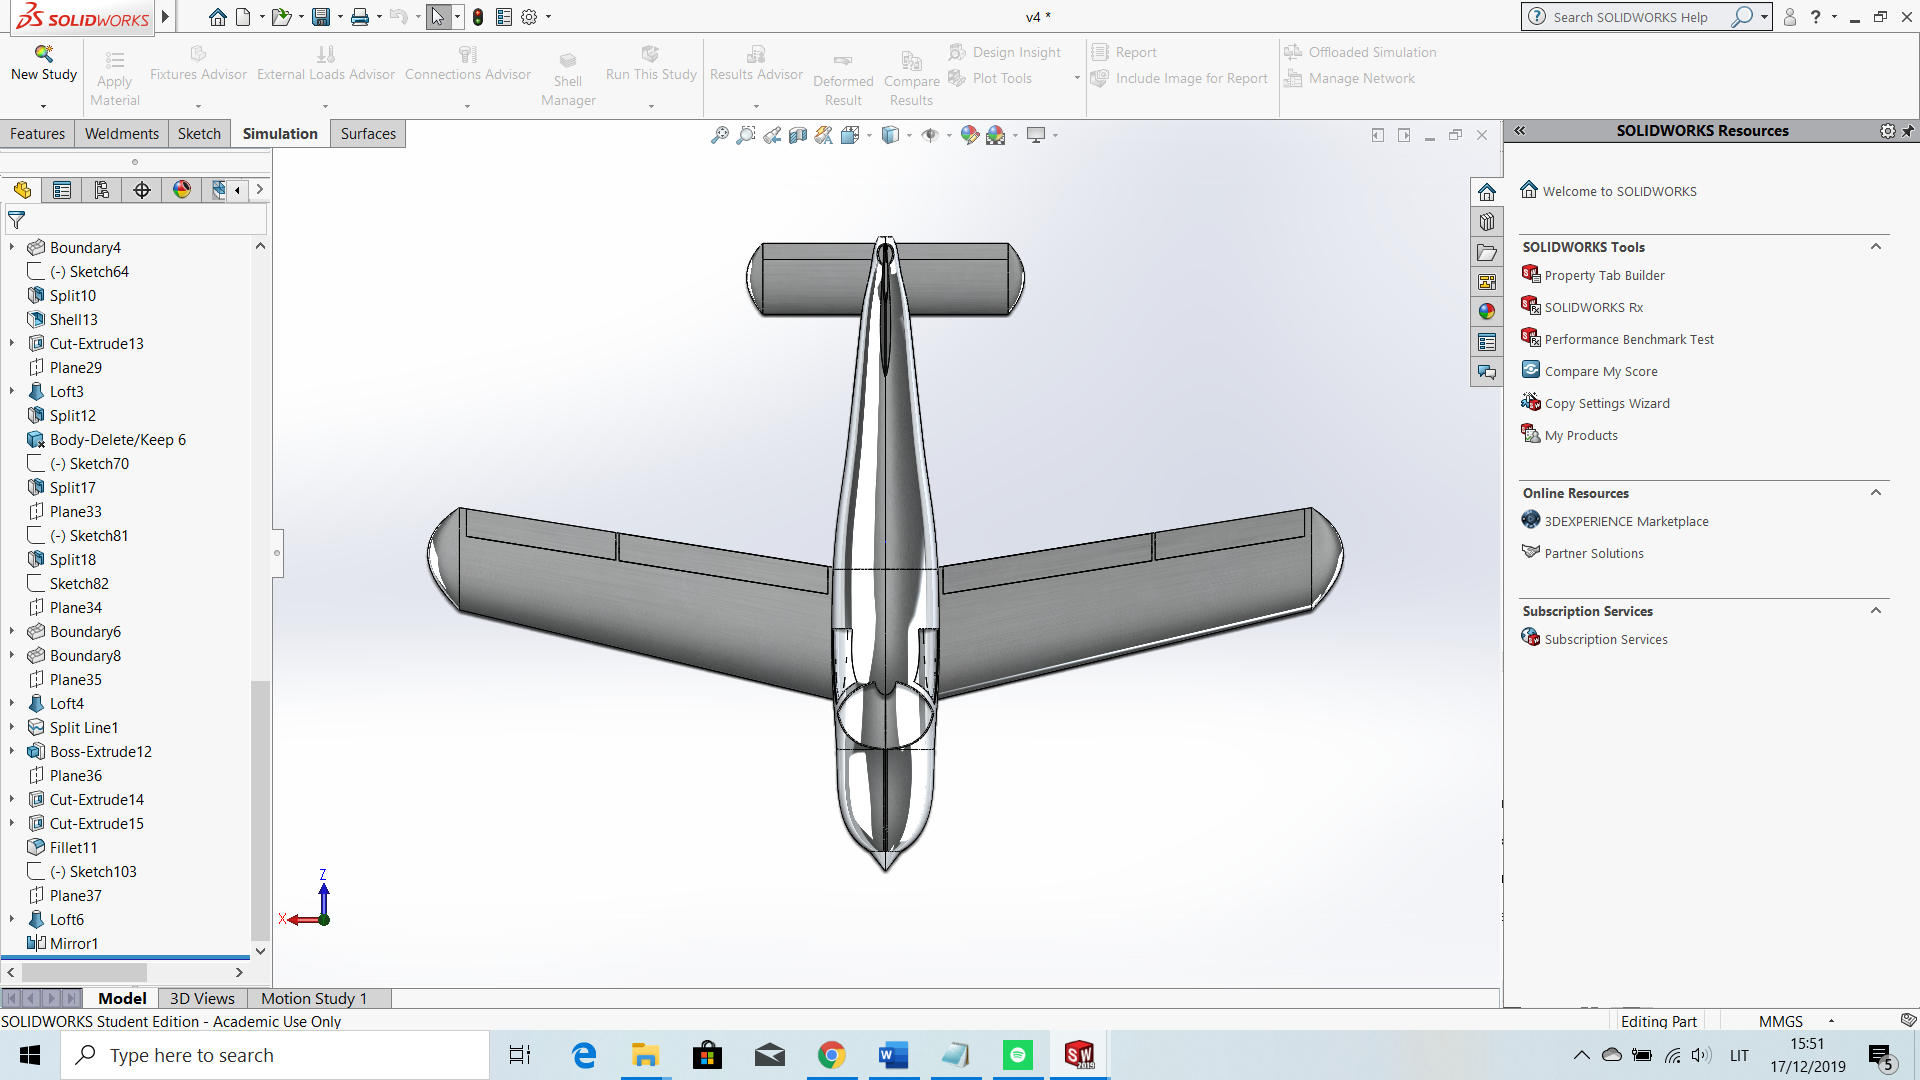 SOLIDWORKS
v4 *
Search SOLIDWORKS Help
New Study
Apply Material
Fixtures Advisor
External Loads Advisor
Connections Advisor
Shell Manager
Run This Study
Results Advisor
Deformed Result
Compare Results
Design Insight
Plot Tools
Report
Include Image for Report
Offloaded Simulation
Manage Network
Features
Weldments
Sketch
Simulation
Surfaces
Boundary4
(-) Sketch64
Split10
Shell13
Cut-Extrude13
Plane29
Loft3
Split12
Body-Delete/Keep 6
(-) Sketch70
Split17
Plane33
(-) Sketch81
Split18
Sketch82
Plane34
Boundary6
Boundary8
Plane35
Loft4
Split Line1
Boss-Extrude12
Plane36
Cut-Extrude14
Cut-Extrude15
Fillet11
(-) Sketch103
Plane37
Loft6
Mirror1
Z
X
SOLIDWORKS Resources
Welcome to SOLIDWORKS
SOLIDWORKS Tools
Property Tab Builder
SOLIDWORKS Rx
Performance Benchmark Test
Compare My Score
Copy Settings Wizard
My Products
Online Resources
3DEXPERIENCE Marketplace
Partner Solutions
Subscription Services
Subscription Services
Model
3D Views
Motion Study 1
SOLIDWORKS Student Edition - Academic Use Only
Editing Part
MMGS
Type here to search
LIT
15:51
17/12/2019
5